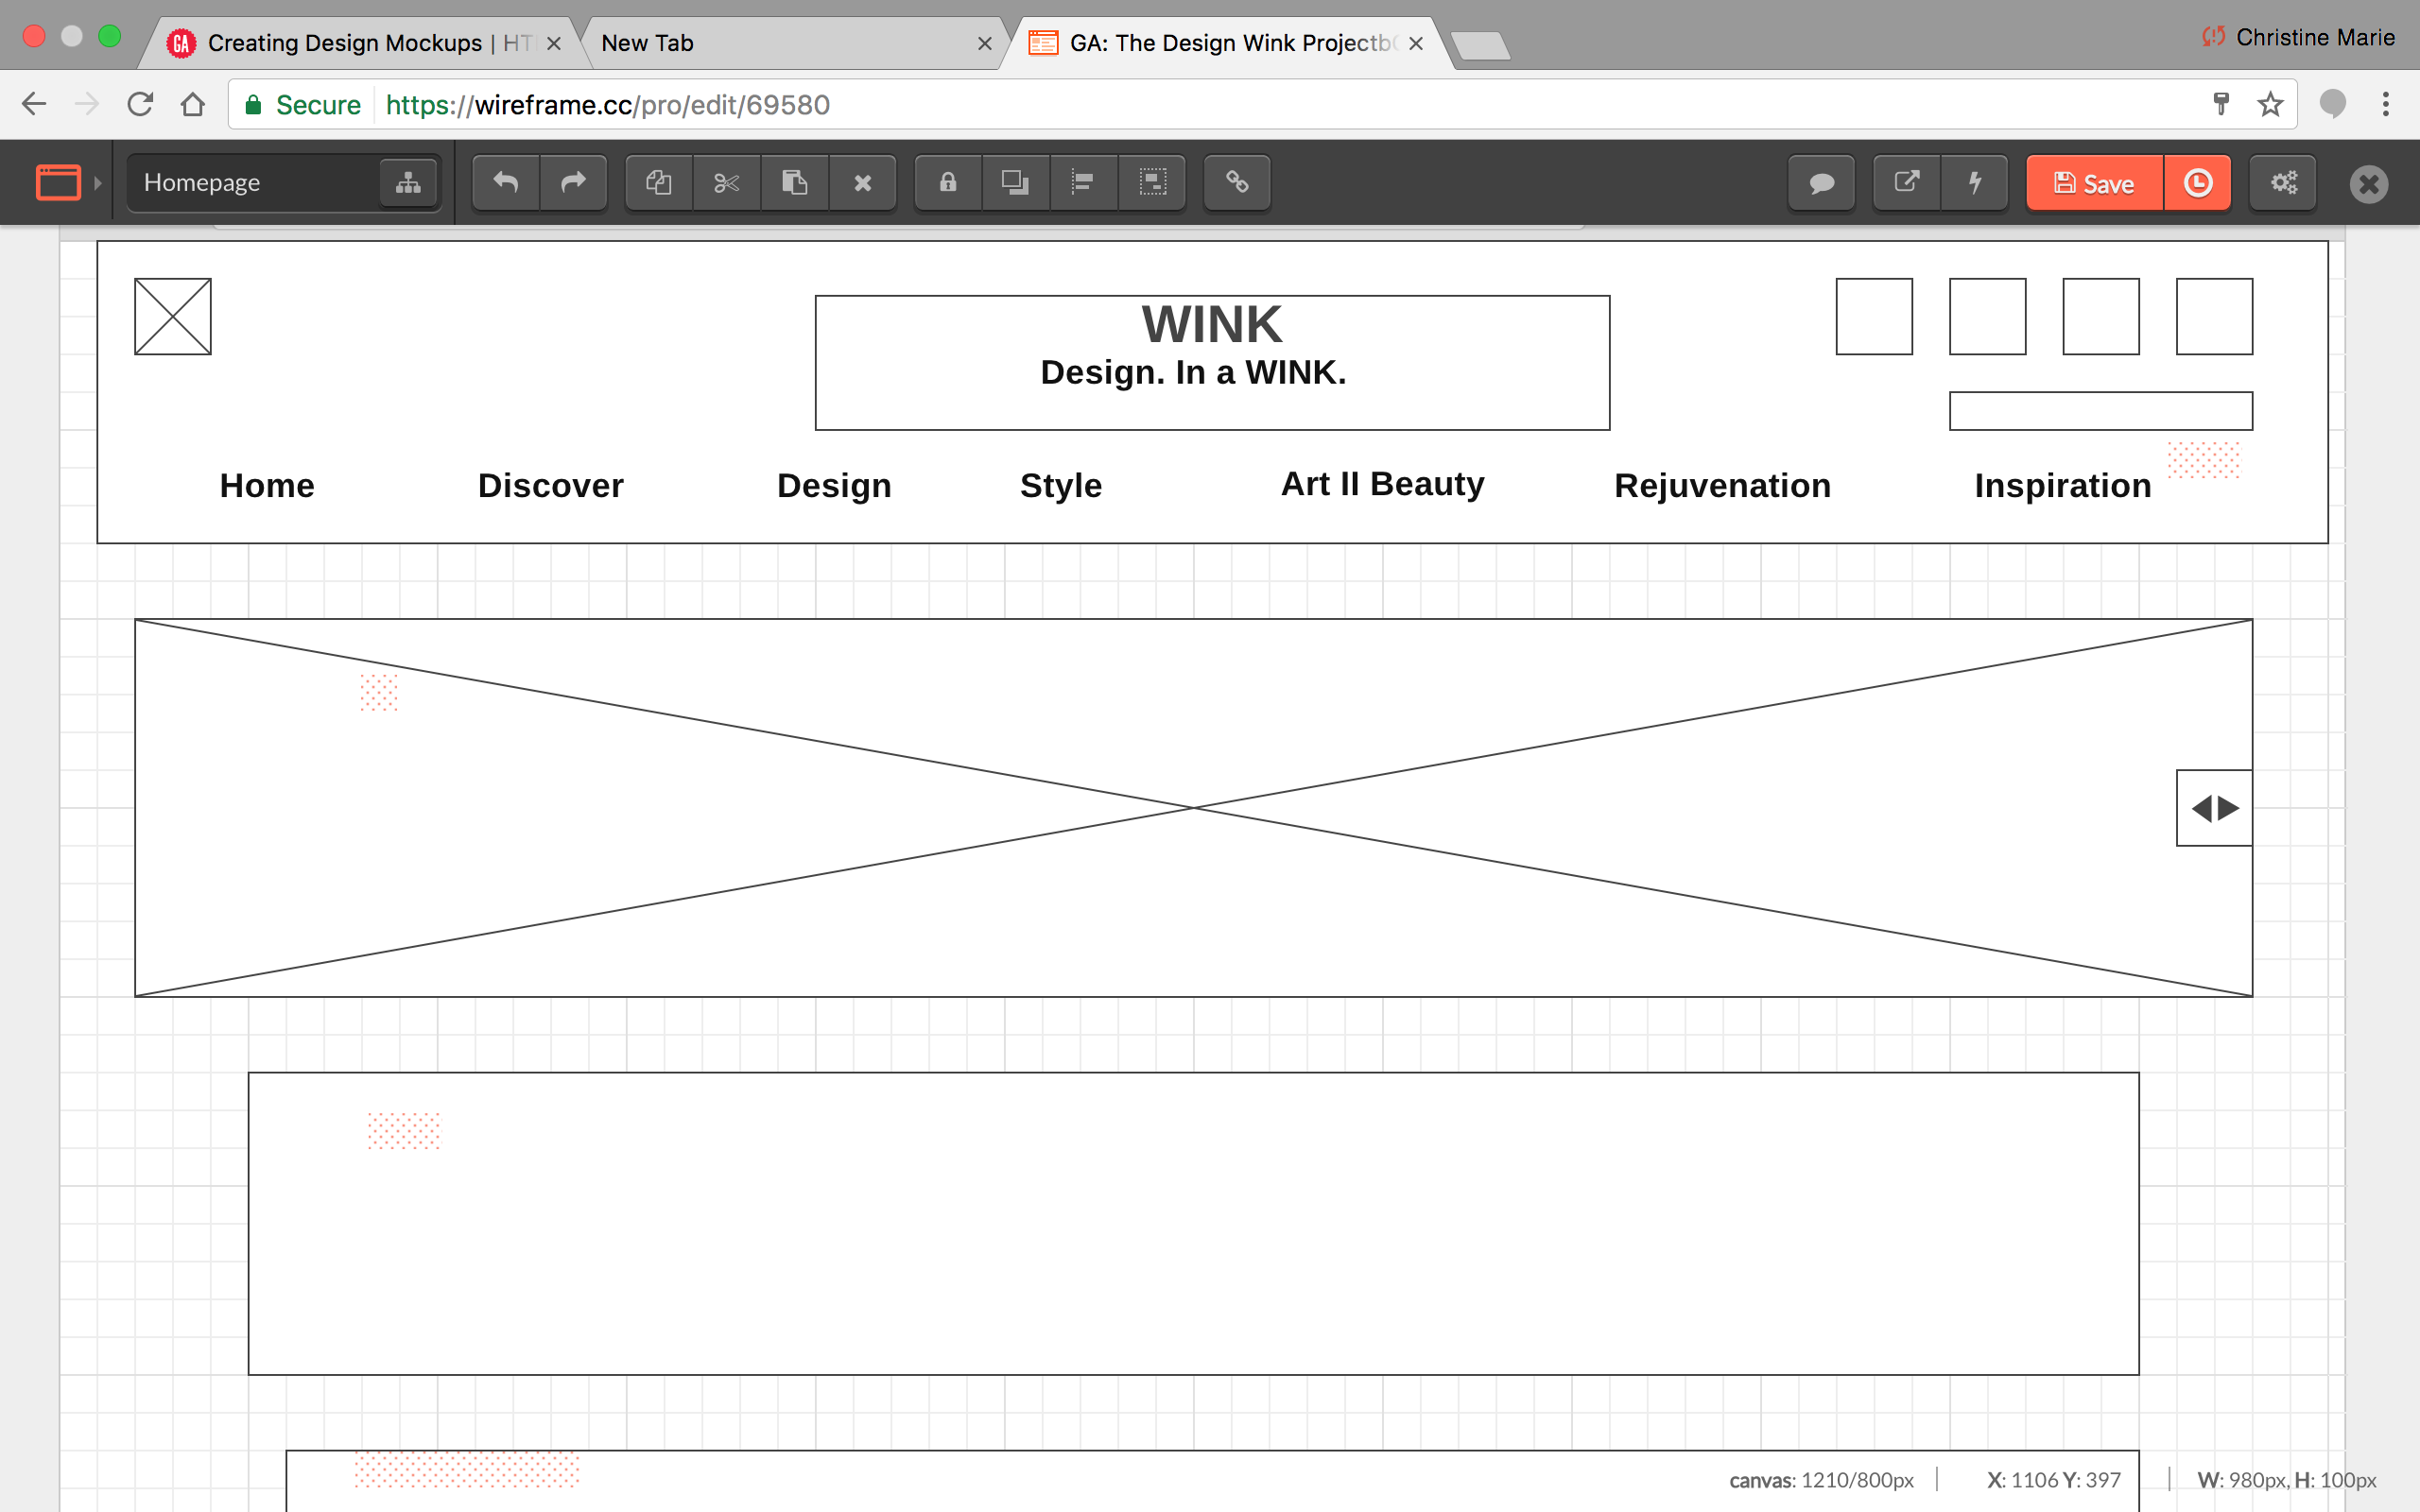 Creating Design Mockups | HT
New Tab
GA: The Design Wink Project
Christine Marie
Secure https://wireframe.cc/pro/edit/69580
Homepage
Save
WINK
Design. In a WINK.
Home Discover Design Style Art II Beauty Rejuvenation Inspiration
canvas: 1210/800px | X: 1106 Y: 397 | W: 980px, H: 100px